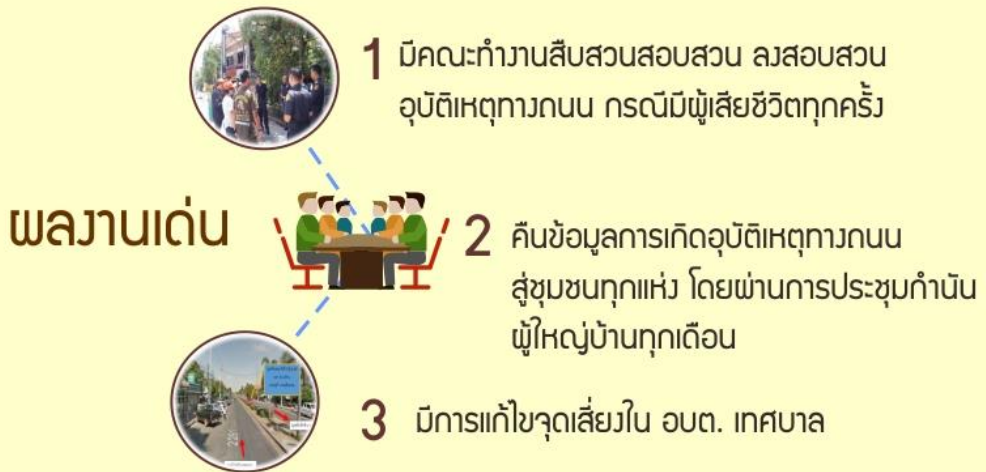 ผลงานเด่น
1 มีคณะทำงานสืบสวนสอบสวน ลงสอบสวน
อุบัติเหตุทางถนน กรณีมีผู้เสียชีวิตทุกครั้ง
2 คืนข้อมูลการเกิดอุบัติเหตุทางถนน
สู่ชุมชนทุกแห่ง โดยผ่านการประชุมกำนัน
ผู้ใหญ่บ้านทุกเดือน
3 มีการแก้ไขจุดเสี่ยงใน อบต. เทศบาล